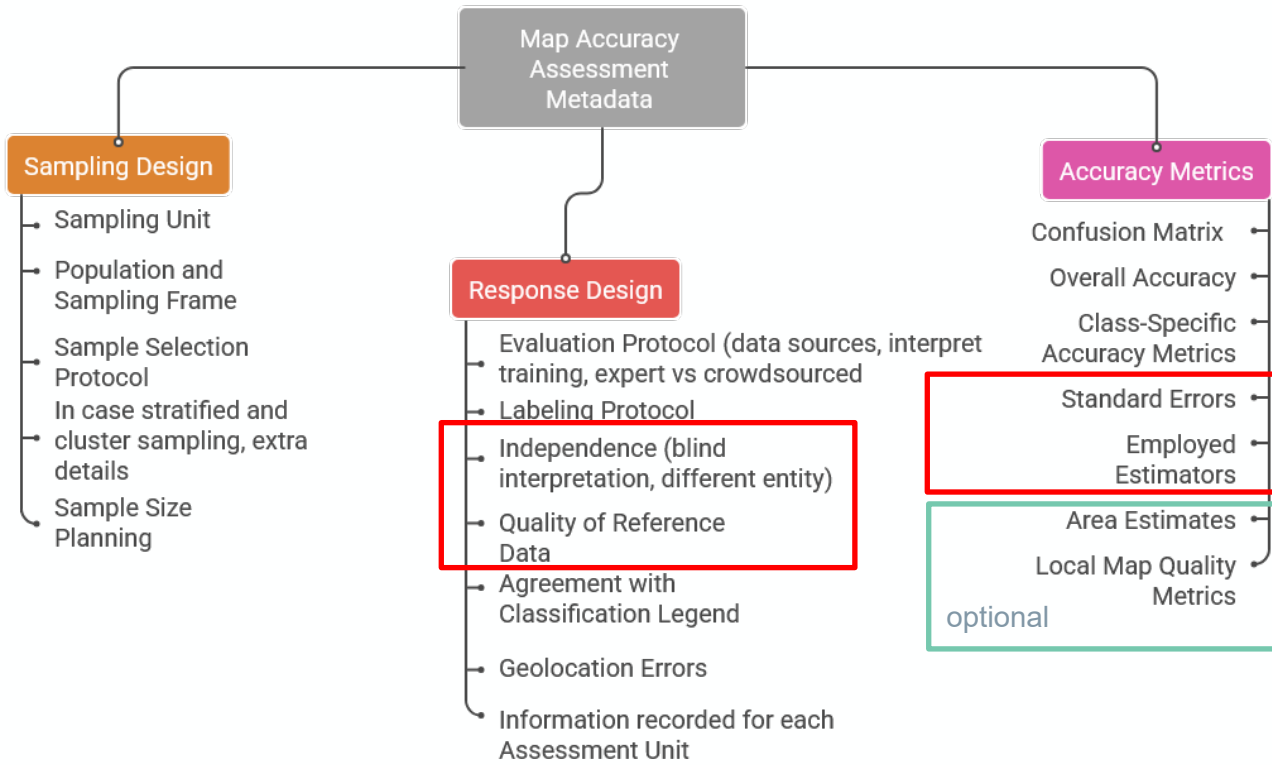 Map Accuracy
Assessment
Metadata
Sampling Design
Sampling Unit
Population and
Sampling Frame
Sample Selection
Protocol
In case stratified and
cluster sampling, extra
details
Sample Size
Planning
Response Design
Evaluation Protocol (data sources, interpret
training, expert vs crowdsourced
Labeling Protocol
Independence (blind
interpretation, different entity)
Quality of Reference
Data
Agreement with
Classification Legend
Geolocation Errors
Information recorded for each
Assessment Unit
Accuracy Metrics
Confusion Matrix
Overall Accuracy
Class-Specific
Accuracy Metrics
Standard Errors
Employed
Estimators
Area Estimates
Local Map Quality
Metrics
optional